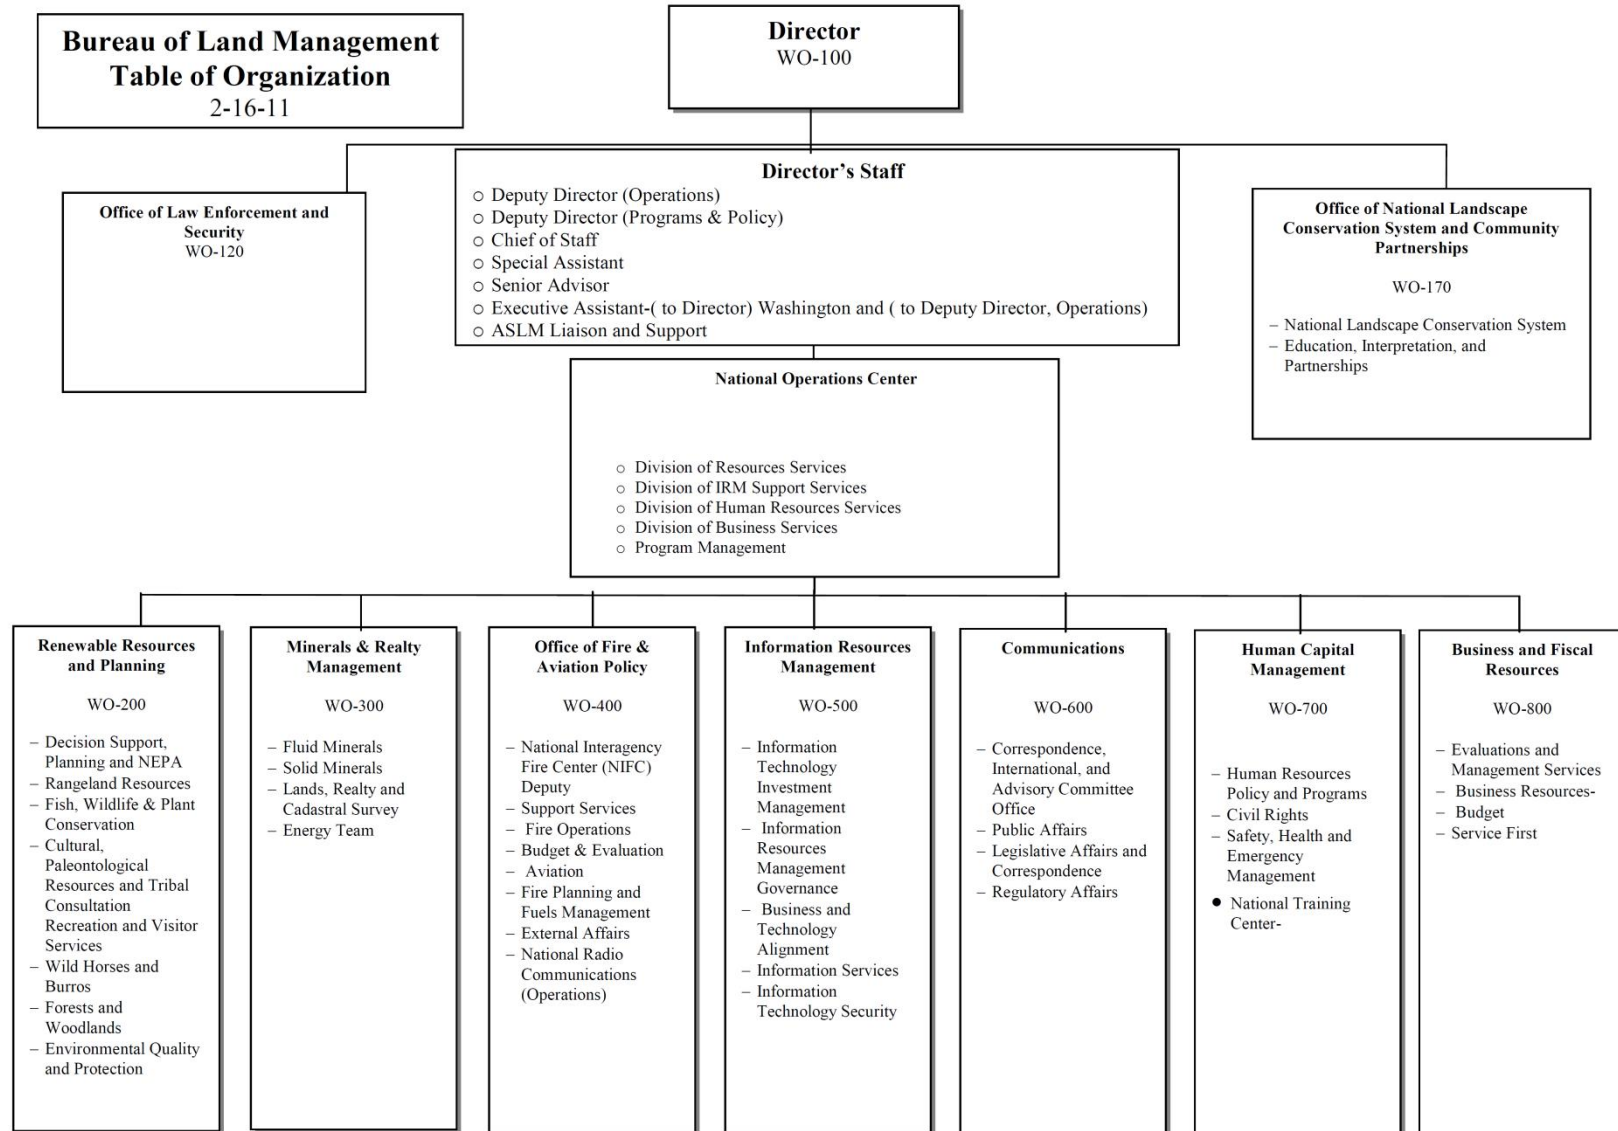 Bureau of Land Management
Table of Organization
2-16-11
Director
WO-100
Office of Law Enforcement and
Security
WO-120
Director’s Staff
○ Deputy Director (Operations)
○ Deputy Director (Programs & Policy)
○ Chief of Staff
○ Special Assistant
○ Senior Advisor
○ Executive Assistant-( to Director) Washington and ( to Deputy Director, Operations)
○ ASLM Liaison and Support
Office of National Landscape
Conservation System and Community
Partnerships
WO-170
– National Landscape Conservation System
– Education, Interpretation, and
Partnerships
National Operations Center
○ Division of Resources Services
○ Division of IRM Support Services
○ Division of Human Resources Services
○ Division of Business Services
○ Program Management
Renewable Resources
and Planning
WO-200
– Decision Support,
Planning and NEPA
– Rangeland Resources
– Fish, Wildlife & Plant
Conservation
– Cultural,
Paleontological
Resources and Tribal
Consultation
Recreation and Visitor
Services
– Wild Horses and
Burros
– Forests and
Woodlands
– Environmental Quality
and Protection
Minerals & Realty
Management
WO-300
– Fluid Minerals
– Solid Minerals
– Lands, Realty and
Cadastral Survey
– Energy Team
Office of Fire &
Aviation Policy
WO-400
– National Interagency
Fire Center (NIFC)
Deputy
– Support Services
– Fire Operations
– Budget & Evaluation
– Aviation
– Fire Planning and
Fuels Management
– External Affairs
– National Radio
Communications
(Operations)
Information Resources
Management
WO-500
– Information
Technology
Investment
Management
– Information
Resources
Management
Governance
– Business and
Technology
Alignment
– Information Services
– Information
Technology Security
Communications
WO-600
– Correspondence,
International, and
Advisory Committee
Office
– Public Affairs
– Legislative Affairs and
Correspondence
– Regulatory Affairs
Human Capital
Management
WO-700
– Human Resources
Policy and Programs
– Civil Rights
– Safety, Health and
Emergency
Management
● National Training
Center-
Business and Fiscal
Resources
WO-800
– Evaluations and
Management Services
– Business Resources-
– Budget
– Service First